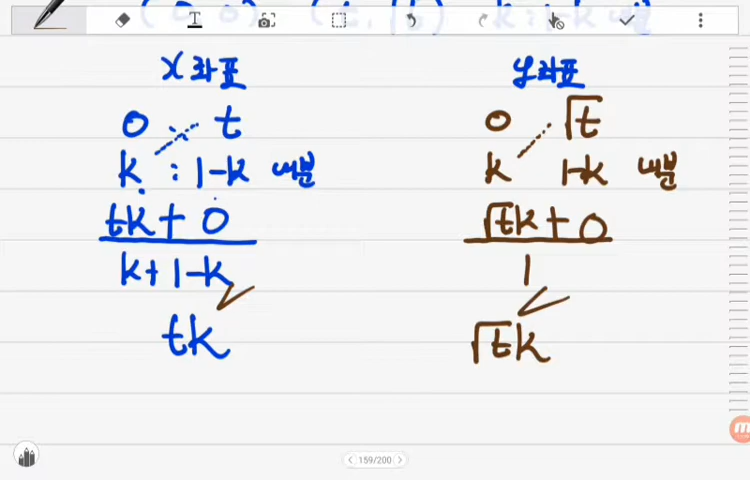 x좌표
0 t
k : 1-k 내분
tk + 0
k + 1-k
tk
y좌표
0 √t
k 1-k 내분
√tk + 0
1
√tk
159/200